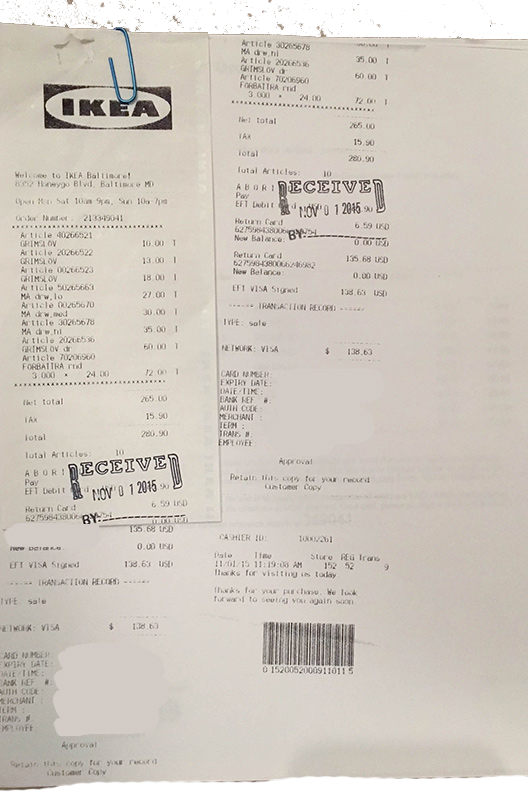 IKEA
Welcome to IKEA Baltimore!
8352 Honeygo Blvd, Baltimore MD
Open Mon Sat 10am 9pm, Sun 10a-7pm
Order Number: 213349041
Article 40266521
GRIMSLOV 10.00 T
Article 20266522
GRIMSLOV 13.00 T
Article 00266523
GRIMSLOV 18.00 T
Article 50265663
MA drw,lo 27.00 T
Article 00265670
MA drw,med 30.00 T
Article 30265678
MA drw,hi 35.00 T
Article 20266536
GRIMSLOV dr 60.00 T
Article 70206960
FORBATTRA rnd
3.000 * 24.00 72.00 T
Net total 265.00
TAx 15.90
Total 280.90
Total Articles: 10
A B O R T
RECEIVED
Pay
EFT Debit
NOV 0 1 2015
Return Card 6.59 USD
BY:
0.00 USD
135.68 USD
0.00 USD
EFT VISA Signed 138.63 USD
------ TRANSACTION RECORD ------
TYPE: sale
NETWORK: VISA $ 138.63
CARD NUMBER:
EXPIRY DATE:
DATE/TIME:
BANK REF #:
AUTH CODE:
MERCHANT :
TERM :
TRANS #:
EMPLOYEE:
Approval
Retain this copy for your record
Customer Copy
Article 30265678
MA drw,hi 35.00 T
Article 20266536
GRIMSLOV dr 60.00 T
Article 70206960
FORBATTRA rnd
3.000 * 24.00 72.00 T
Net total 265.00
TAx 15.90
Total 280.90
Total Articles: 10
A B O R T
RECEIVED
Pay
EFT Debit
NOV 0 1 2015
Return Card 6.59 USD
BY:
New Balance: 0.00 USD
Return Card 135.68 USD
6275984380006246982
New Balance: 0.00 USD
EFT VISA Signed 138.63 USD
------ TRANSACTION RECORD ------
TYPE: sale
NETWORK: VISA $ 138.63
CARD NUMBER:
EXPIRY DATE:
DATE/TIME:
BANK REF #:
AUTH CODE:
MERCHANT :
TERM :
TRANS #:
EMPLOYEE:
Approval
Retain this copy for your record
Customer Copy
CASHIER ID: 10002261
Date Time Store REG Trans
11/01/15 11:19:08 AM 152 52 9
Thanks for visiting us today
Thanks for your purchase. We look
forward to seeing you again soon.
0 1520052000911011 5